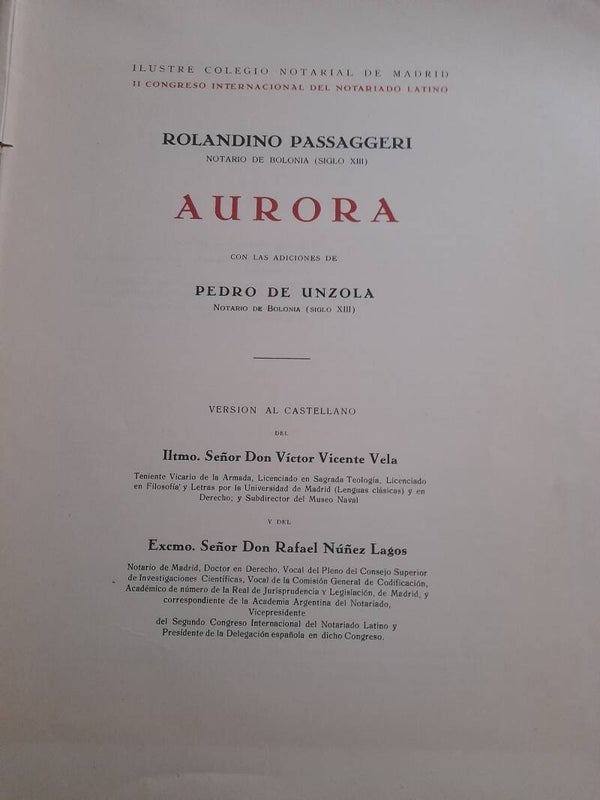 ILUSTRE COLEGIO NOTARIAL DE MADRID
II CONGRESO INTERNACIONAL DEL NOTARIADO LATINO
ROLANDINO PASSAGGERI
NOTARIO DE BOLONIA (SIGLO XIII)
AURORA
CON LAS ADICIONES DE
PEDRO DE UNZOLA
NOTARIO DE BOLONIA (SIGLO XIII)
VERSION AL CASTELLANO
DEL
Iltmo. Señor Don Víctor Vicente Vela
Teniente Vicario de la Armada, Licenciado en Sagrada Teología, Licenciado
en Filosofía y Letras por la Universidad de Madrid (Lenguas clásicas) y en
Derecho; y Subdirector del Museo Naval
Y DEL
Excmo. Señor Don Rafael Núñez Lagos
Notario de Madrid, Doctor en Derecho, Vocal del Pleno del Consejo Superior
de Investigaciones Científicas, Vocal de la Comisión General de Codificación,
Académico de número de la Real de Jurisprudencia y Legislación, de Madrid, y
correspondiente de la Academia Argentina del Notariado,
Vicepresidente
del Segundo Congreso Internacional del Notariado Latino y
Presidente de la Delegación española en dicho Congreso.